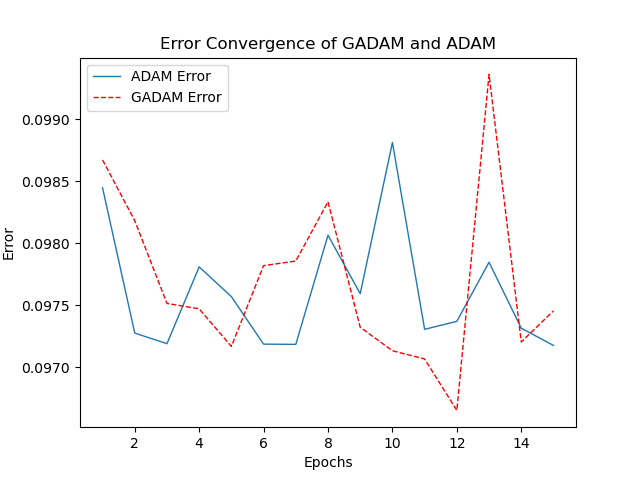 Error Convergence of GADAM and ADAM
ADAM Error
GADAM Error
0.0990
0.0985
0.0980
0.0975
0.0970
Error
2 4 6 8 10 12 14
Epochs